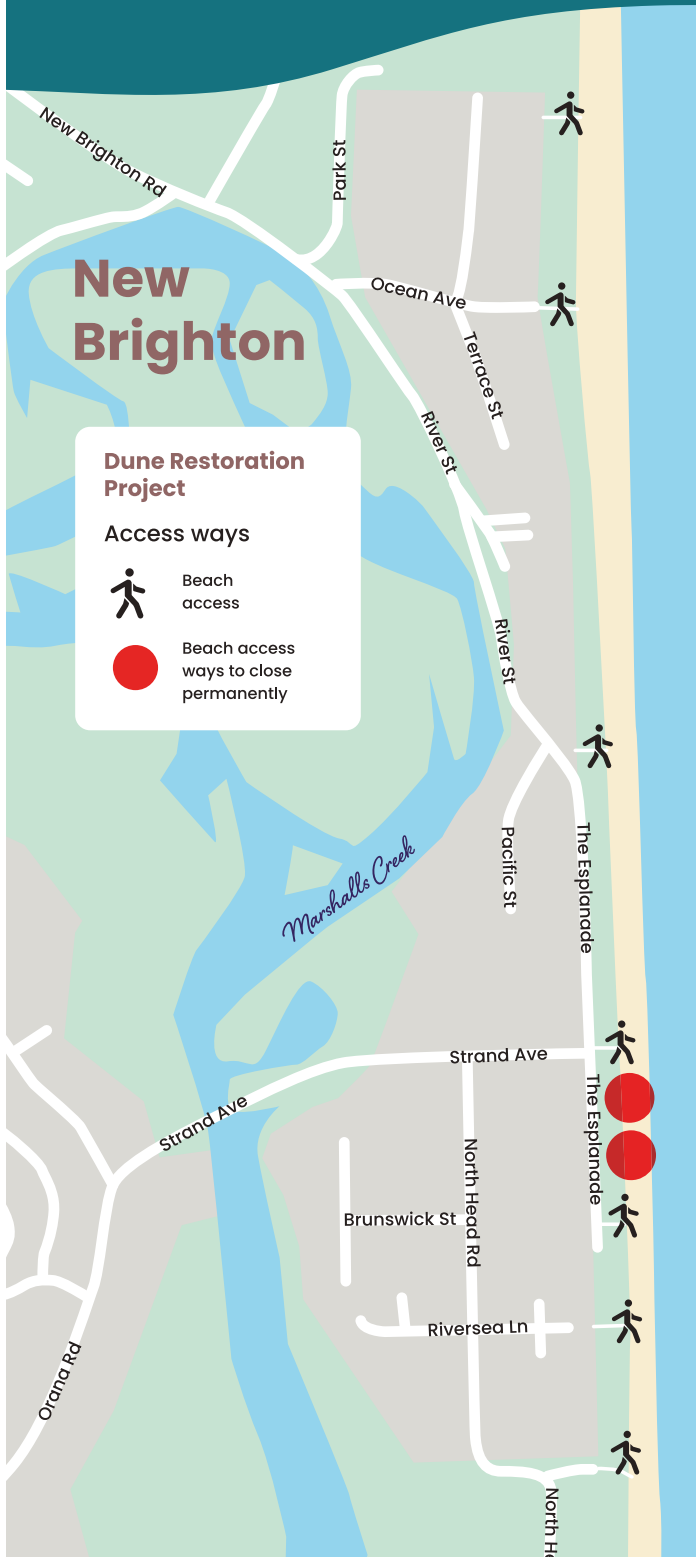 New Brighton Rd
Park St
New
Brighton
Ocean Ave
Terrace St
River St
Dune Restoration
Project
Access ways
Beach
access
Beach access
ways to close
permanently
River St
Pacific St
The Esplanade
Marshalls Creek
Strand Ave
The Esplanade
Strand Ave
North Head Rd
Brunswick St
Riversea Ln
Orana Rd
North He